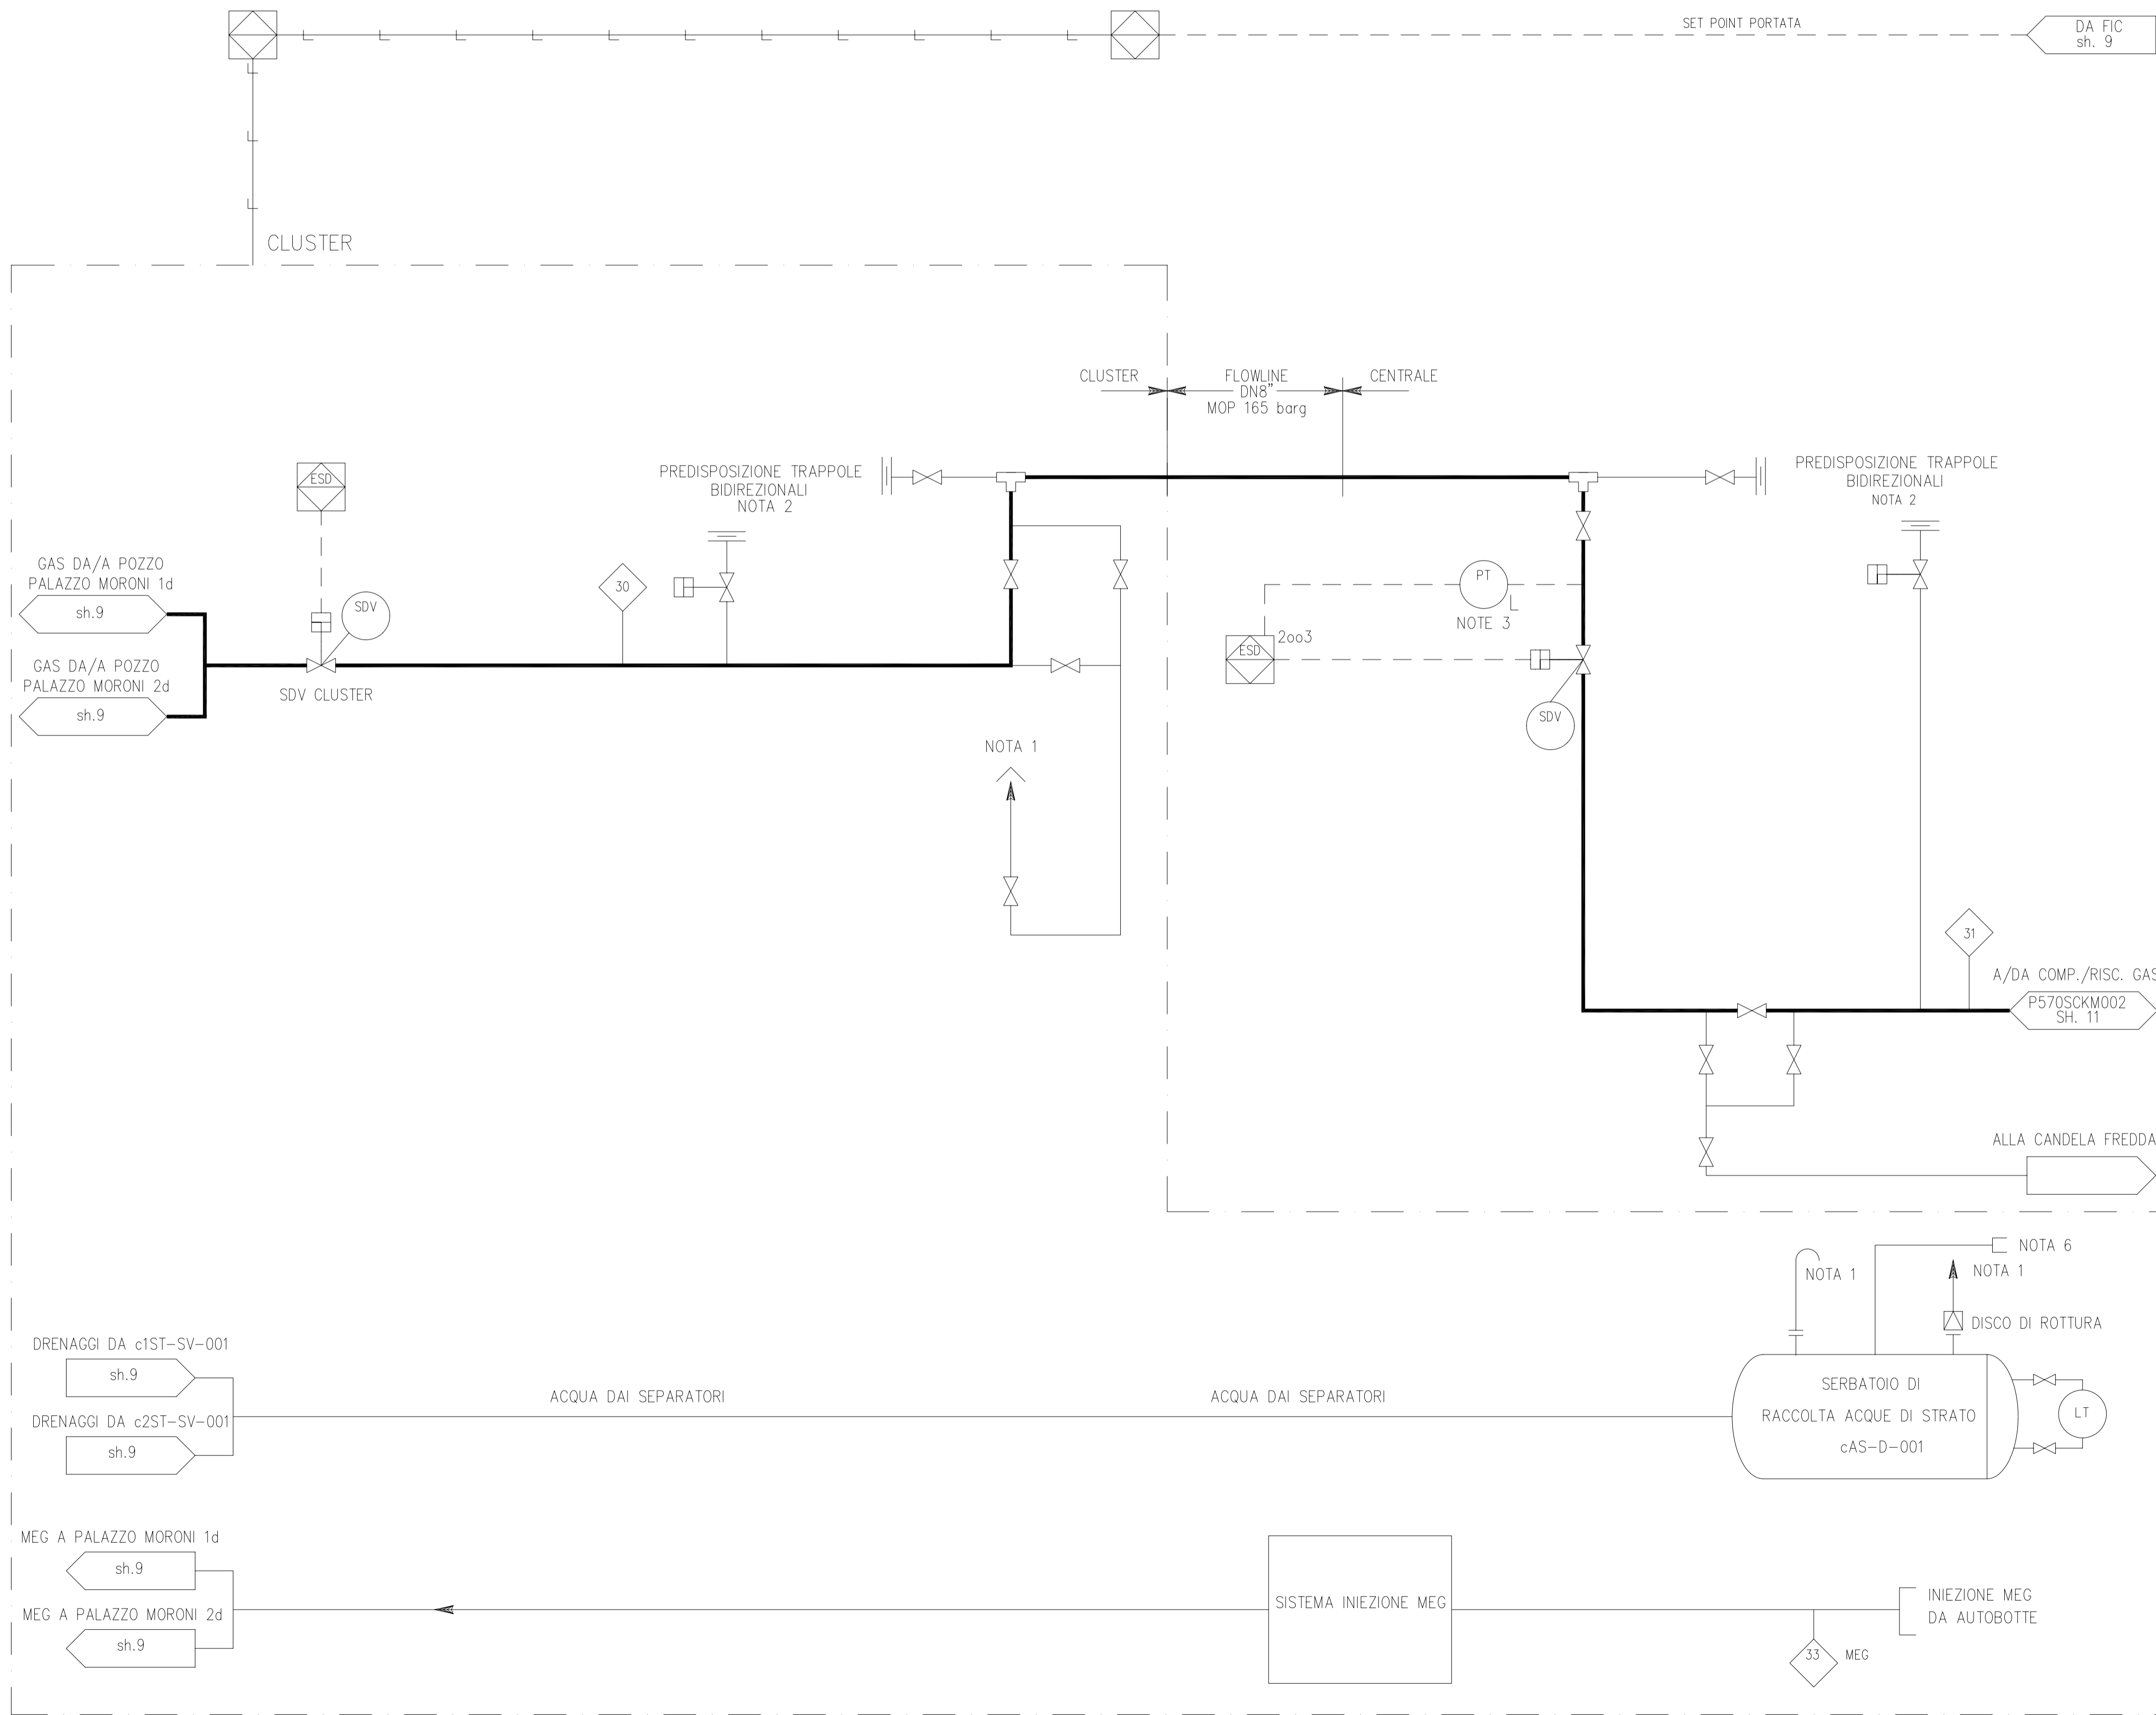 SET POINT PORTATA
DA FIC
sh. 9
CLUSTER
CLUSTER
FLOWLINE
DN8"
MOP 165 barg
CENTRALE
ESD
PREDISPOSIZIONE TRAPPOLE
BIDIREZIONALI
NOTA 2
PREDISPOSIZIONE TRAPPOLE
BIDIREZIONALI
NOTA 2
GAS DA/A POZZO
PALAZZO MORONI 1d
sh.9
SDV
30
PT
L
NOTE 3
2oo3
ESD
GAS DA/A POZZO
PALAZZO MORONI 2d
sh.9
SDV CLUSTER
SDV
NOTA 1
31
A/DA COMP./RISC. GAS
P570SCKM002
SH. 11
ALLA CANDELA FREDDA
NOTA 6
NOTA 1
NOTA 1
DISCO DI ROTTURA
DRENAGGI DA c1ST-SV-001
sh.9
DRENAGGI DA c2ST-SV-001
sh.9
ACQUA DAI SEPARATORI
ACQUA DAI SEPARATORI
SERBATOIO DI
RACCOLTA ACQUE DI STRATO
cAS-D-001
LT
MEG A PALAZZO MORONI 1d
sh.9
MEG A PALAZZO MORONI 2d
sh.9
SISTEMA INIEZIONE MEG
INIEZIONE MEG
DA AUTOBOTTE
33
MEG